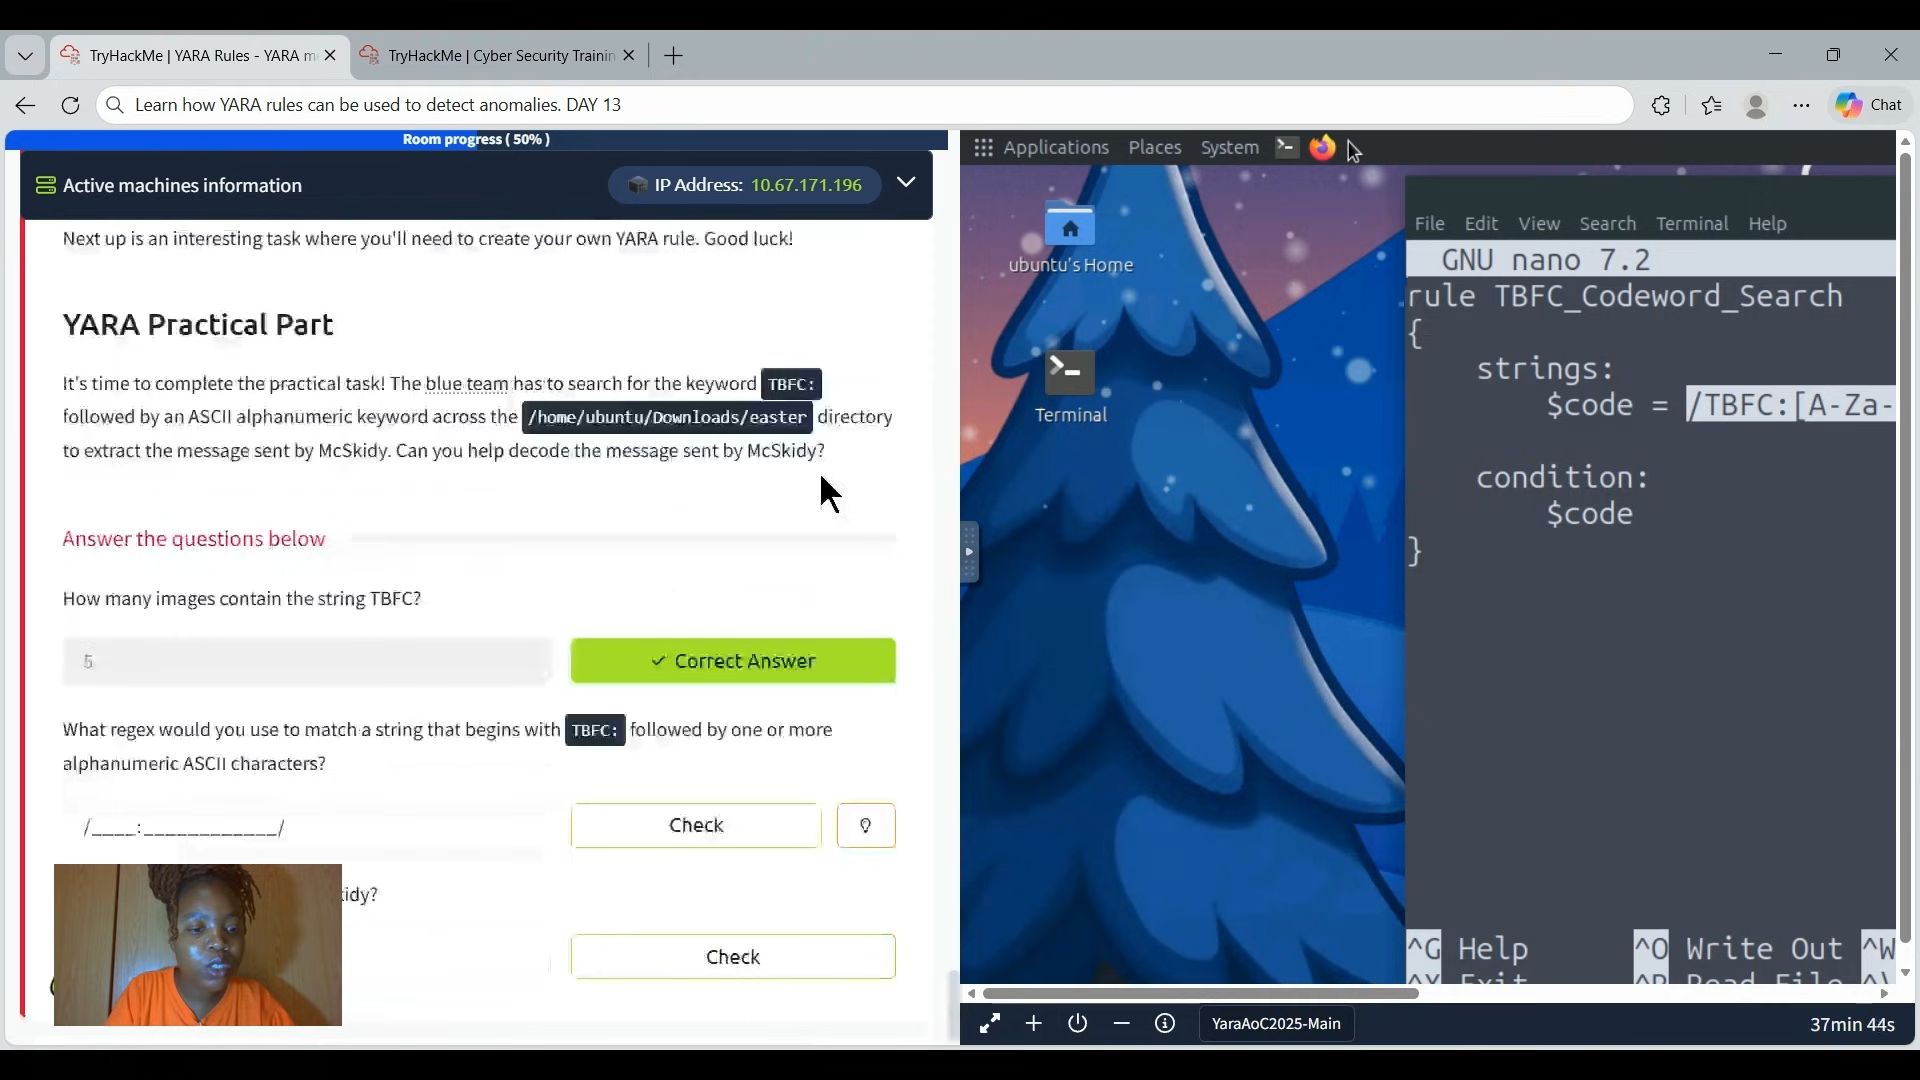 TryHackMe | YARA Rules - YARA m
TryHackMe | Cyber Security Trainin
Learn how YARA rules can be used to detect anomalies. DAY 13
Chat
Room progress ( 50% )
Active machines information
IP Address: 10.67.171.196
Next up is an interesting task where you'll need to create your own YARA rule. Good luck!
YARA Practical Part
It's time to complete the practical task! The blue team has to search for the keyword TBFC:
followed by an ASCII alphanumeric keyword across the /home/ubuntu/Downloads/easter directory
to extract the message sent by McSkidy. Can you help decode the message sent by McSkidy?
Answer the questions below
How many images contain the string TBFC?
5
✓ Correct Answer
What regex would you use to match a string that begins with TBFC: followed by one or more
alphanumeric ASCII characters?
/____:____________/
Check
kidy?
Check
Applications Places System
ubuntu's Home
Terminal
File Edit View Search Terminal Help
GNU nano 7.2
rule TBFC_Codeword_Search
{
strings:
$code = /TBFC:[A-Za-
condition:
$code
}
^G Help ^O Write Out ^W
^X Exit ^R Read File ^\
YaraAoC2025-Main
37min 44s